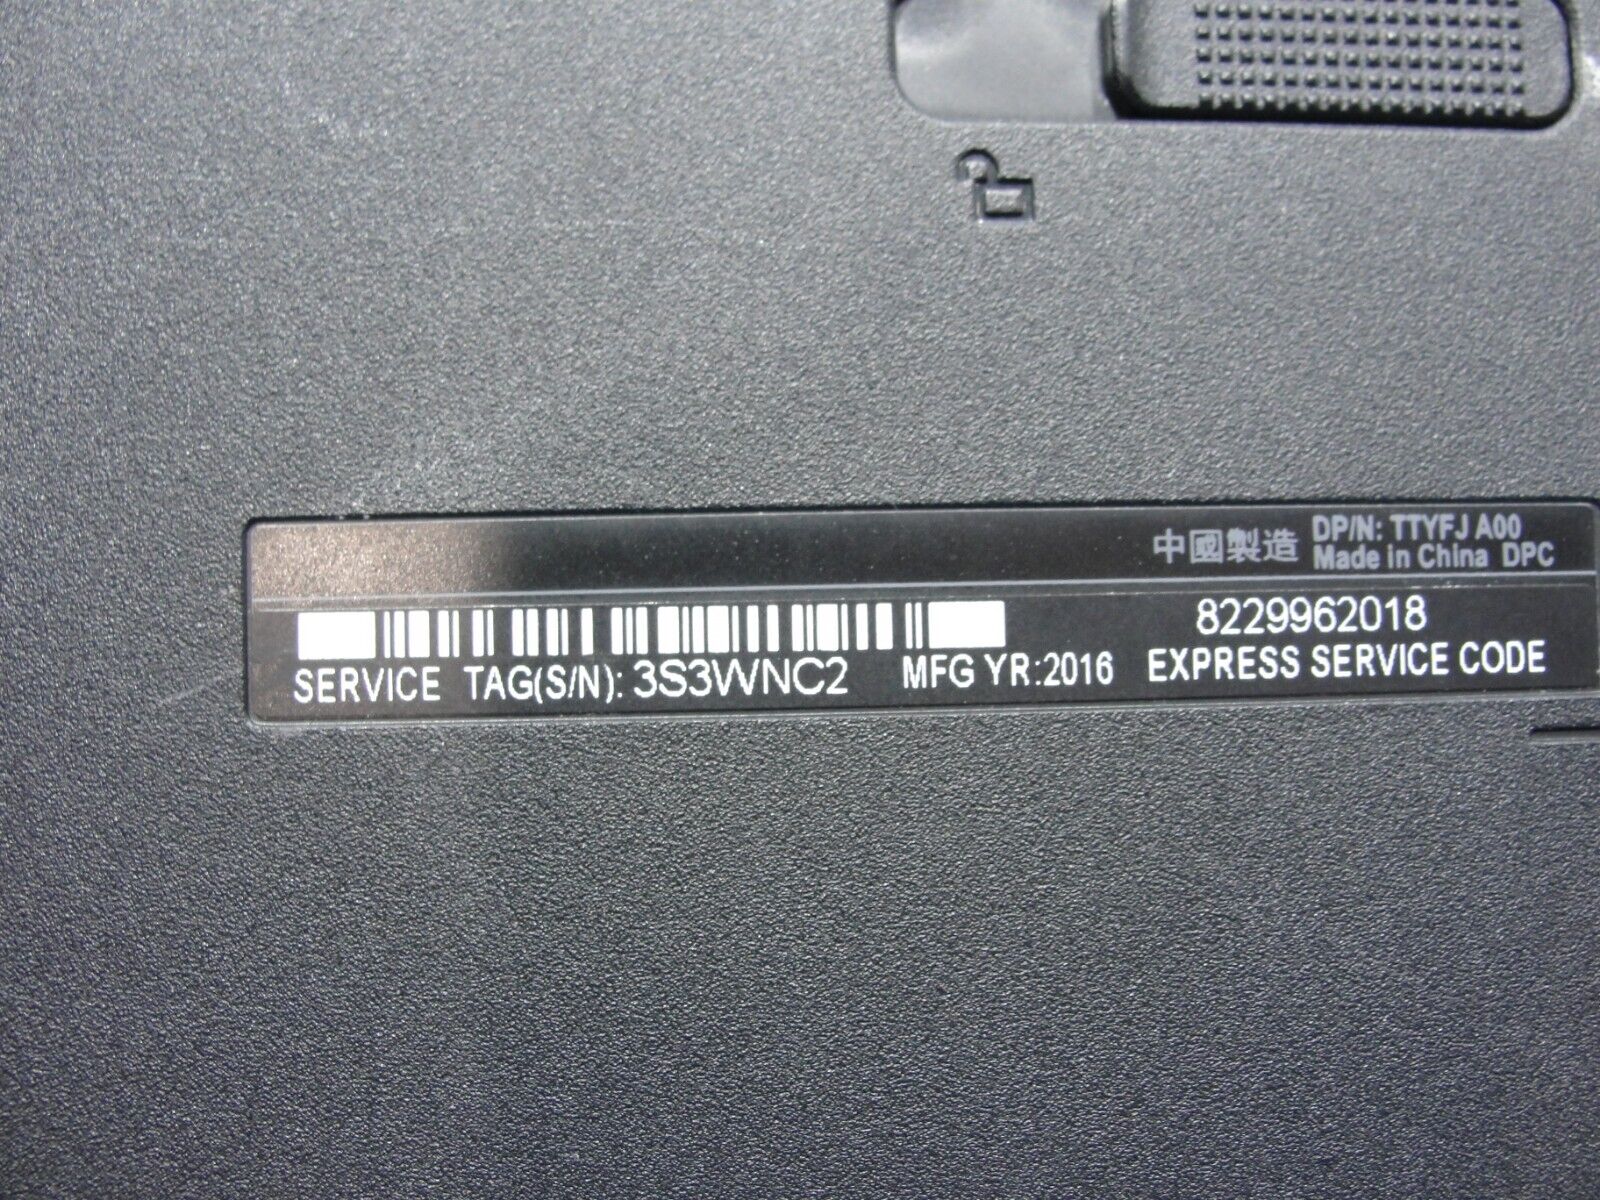 中國製造 DP/N: TTYFJ A00
Made in China DPC
8229962018
SERVICE TAG(S/N): 3S3WNC2 MFG YR:2016 EXPRESS SERVICE CODE